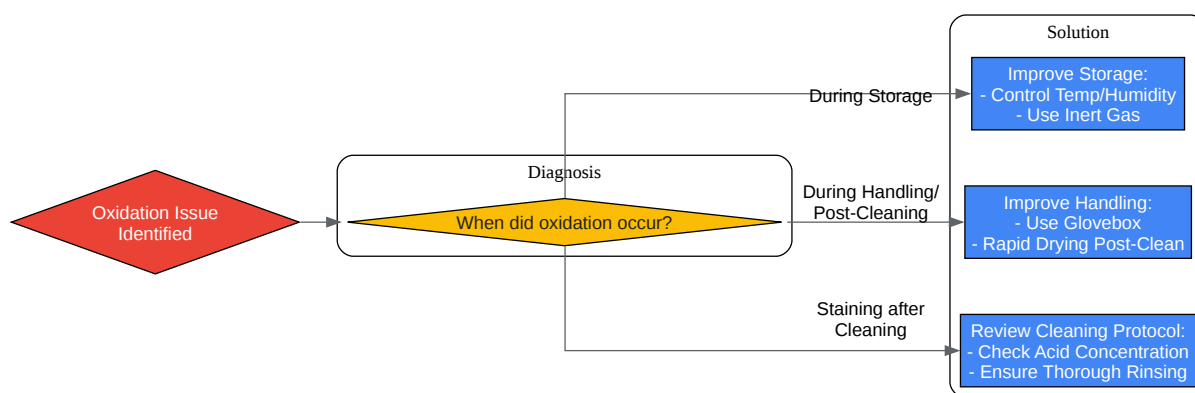 Solution
Improve Storage:
- Control Temp/Humidity
- Use Inert Gas
During Storage
Diagnosis
Oxidation Issue
Identified
When did oxidation occur?
During Handling/
Post-Cleaning
Improve Handling:
- Use Glovebox
- Rapid Drying Post-Clean
Staining after
Cleaning
Review Cleaning Protocol:
- Check Acid Concentration
- Ensure Thorough Rinsing